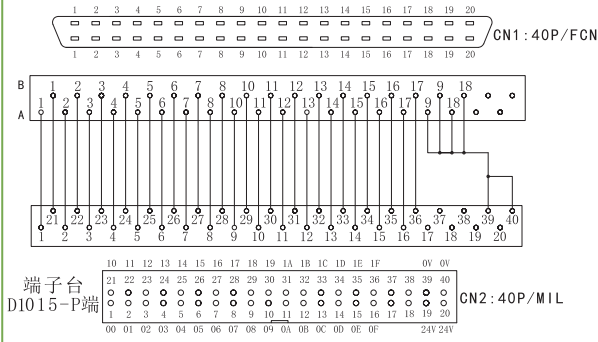 1 2 3 4 5 6 7 8 9 10 11 12 13 14 15 16 17 18 19 20
CN1:40P/FCN
1 2 3 4 5 6 7 8 9 10 11 12 13 14 15 16 17 18 19 20
B 1 2 3 4 5 6 7 8 10 11 12 13 14 15 16 17 9 18
A 1 2 3 4 5 6 7 8 10 11 12 13 14 15 16 17 9 18
21 22 23 24 25 26 27 28 29 30 31 32 33 34 35 36 37 38 39 40
1 2 3 4 5 6 7 8 9 10 11 12 13 14 15 16 17 18 19 20
10 11 12 13 14 15 16 17 18 19 1A 1B 1C 1D 1E 1F 0V 0V
21 22 23 24 25 26 27 28 29 30 31 32 33 34 35 36 37 38 39 40
端子台
D1015-P端
CN2:40P/MIL
1 2 3 4 5 6 7 8 9 10 11 12 13 14 15 16 17 18 19 20
00 01 02 03 04 05 06 07 08 09 0A 0B 0C 0D 0E 0F 24V 24V